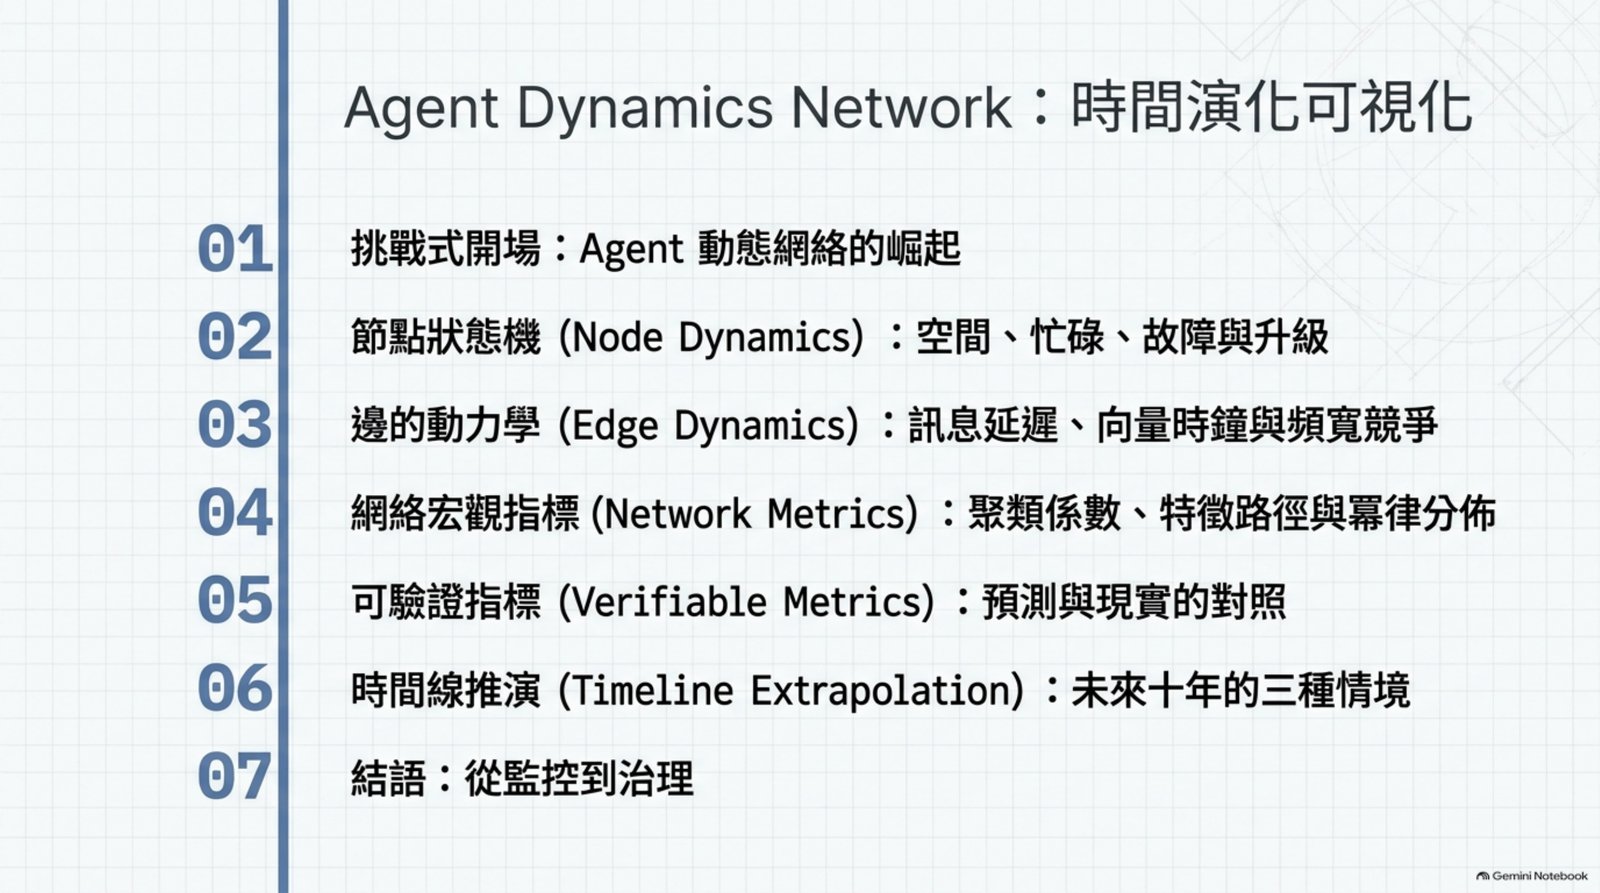 Agent Dynamics Network：時間演化可視化
01 挑戰式開場：Agent 動態網絡的崛起
02 節點狀態機 (Node Dynamics) ：空間、忙碌、故障與升級
03 邊的動力學 (Edge Dynamics) ：訊息延遲、向量時鐘與頻寬競爭
04 網絡宏觀指標 (Network Metrics) ：聚類係數、特徵路徑與冪律分佈
05 可驗證指標 (Verifiable Metrics) ：預測與現實的對照
06 時間線推演 (Timeline Extrapolation) ：未來十年的三種情境
07 結語：從監控到治理
Gemini Notebook